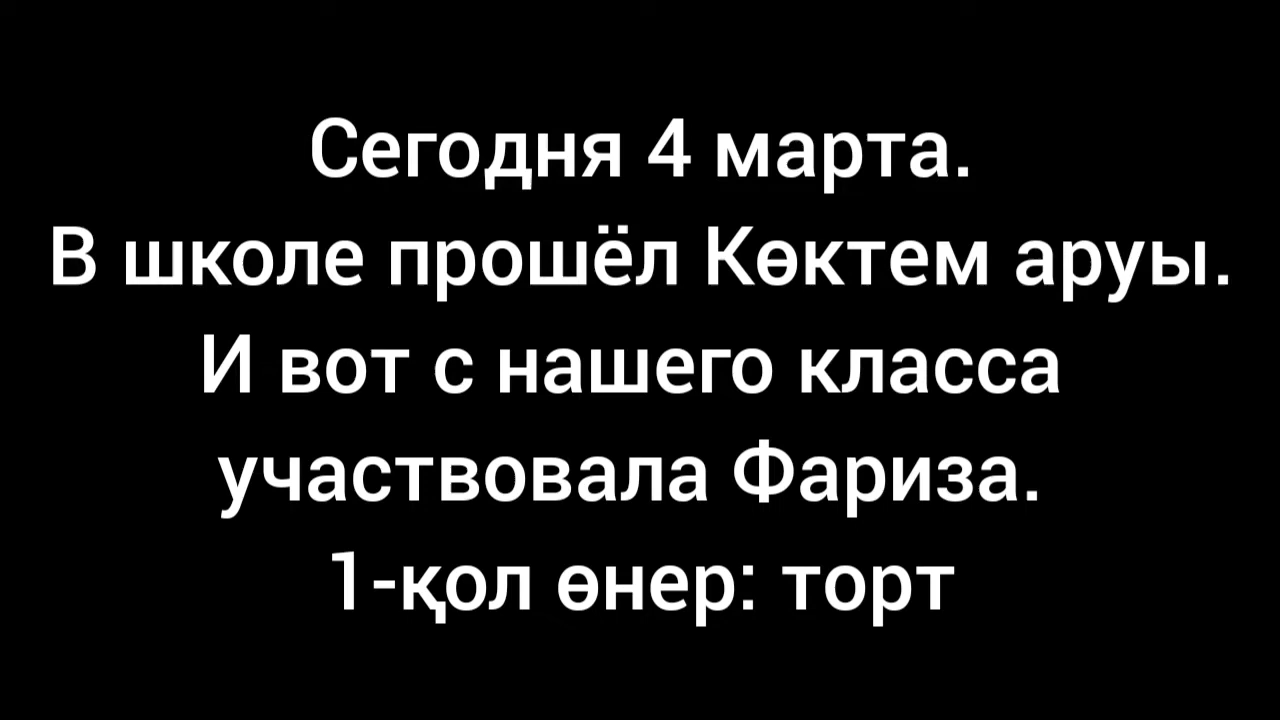 Сегодня 4 марта.
В школе прошёл Көктем аруы.
И вот с нашего класса
участвовала Фариза.
1-қол өнер: торт